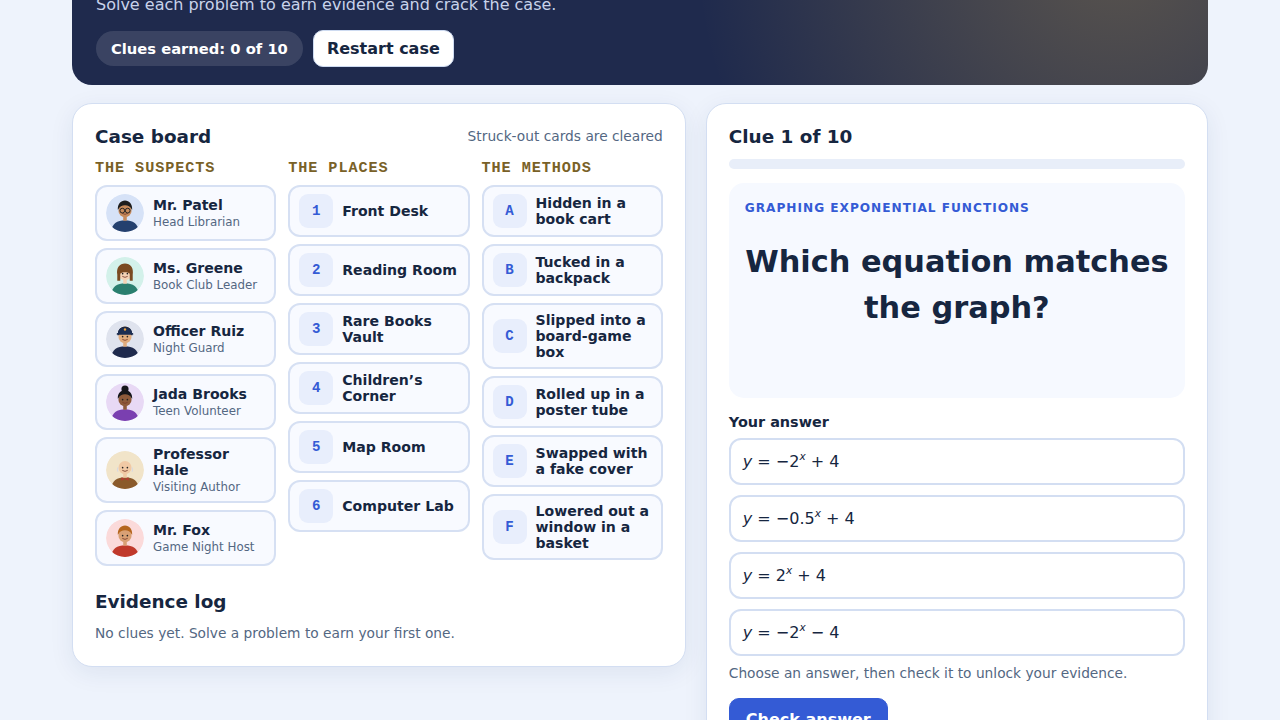 Solve each problem to earn evidence and crack the case.
Clues earned: 0 of 10
Restart case
Case board
Struck-out cards are cleared
THE SUSPECTS
Mr. Patel
Head Librarian
Ms. Greene
Book Club Leader
Officer Ruiz
Night Guard
Jada Brooks
Teen Volunteer
Professor
Hale
Visiting Author
Mr. Fox
Game Night Host
THE PLACES
1 Front Desk
2 Reading Room
3 Rare Books
Vault
4 Children’s
Corner
5 Map Room
6 Computer Lab
THE METHODS
A Hidden in a
book cart
B Tucked in a
backpack
C Slipped into a
board-game
box
D Rolled up in a
poster tube
E Swapped with
a fake cover
F Lowered out a
window in a
basket
Evidence log
No clues yet. Solve a problem to earn your first one.
Clue 1 of 10
GRAPHING EXPONENTIAL FUNCTIONS
Which equation matches
the graph?
Your answer
y = −2ˣ + 4
y = −0.5ˣ + 4
y = 2ˣ + 4
y = −2ˣ − 4
Choose an answer, then check it to unlock your evidence.
Check answer